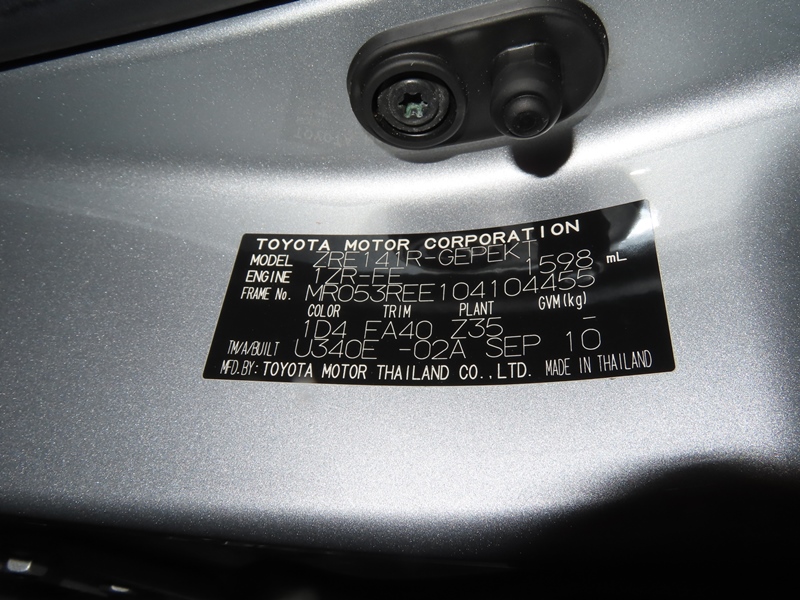 TOYOTA MOTOR CORPORATION
MODEL ZRE141R-GEPEKT
ENGINE 1ZR-FE 1598 mL
FRAME No. MR053REE104104455
COLOR TRIM PLANT GVM(kg)
1D4 FA40 Z35 –
TM/A/BUILT U340E -02A SEP 10
MFD.BY: TOYOTA MOTOR THAILAND CO.,LTD. MADE IN THAILAND